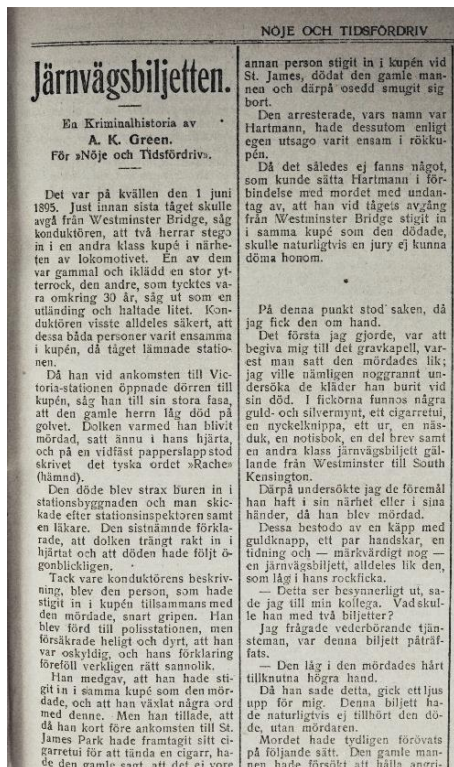 NÖJE OCH TIDSFÖRDRIV
Järnvägsbiljetten.
En Kriminalhistoria av
A. K. Green.
För »Nöje och Tidsfördriv».
Det var på kvällen den 1 juni
1895. Just innan sista tåget skulle
avgå från Westminster Bridge, såg
konduktören, att två herrar stego
in i en andra klass kupé i närhe-
ten av lokomotivet. En av dem
var gammal och iklädd en stor yt-
terrock, den andre, som tycktes va-
ra omkring 30 år, såg ut som en
utländing och haltade litet. Kon-
duktören visste alldeles säkert, att
dessa båda personer varit ensamma
i kupén, då tåget lämnade statio-
nen.
Då han vid ankomsten till Vic-
toria-stationen öppnade dörren till
kupén, såg han till sin stora fasa,
att den gamle herrn låg död på
golvet. Dolken varmed han blivit
mördad, satt ännu i hans hjärta,
och på en vidfäst papperslapp stod
skrivet det tyska ordet »Rache»
(hämnd).
Den döde blev strax buren in i
stationsbyggnaden och man skic-
kade efter stationsinspektorn samt
en läkare. Den sistnämnde förkla-
rade, att dolken trängt rakt in i
hjärtat och att döden hade följt ö-
gonblickligen.
Tack vare konduktörens beskriv-
ning, blev den person, som hade
stigit in i kupén tillsammans med
den mördade, snart gripen. Han
blev förd till polisstationen, men
försäkrade heligt och dyrt, att han
var oskyldig, och hans förklaring
föreföll verkligen rätt sannolik.
Han medgav, att han hade sti-
git in i samma kupé som den mör-
dade, och att han växlat några ord
med denne. Men han tillade, att
då han kort före ankomsten till St.
James Park hade framtagit sitt ci-
garretui för att tända en cigarr, ha-
de den gamle sagt, att det ej vore
annan person stigit in i kupén vid
St. James, dödat den gamle man-
nen och därpå osedd smugit sig
bort.
Den arresterade, vars namn var
Hartmann, hade dessutom enligt
egen utsago varit ensam i rökku-
pén.
Då det således ej fanns något,
som kunde sätta Hartmann i för-
bindelse med mordet med undan-
tag av, att han vid tågets avgång
från Westminster Bridge stigit in
i samma kupé som den dödade,
skulle naturligtvis en jury ej kunna
döma honom.
*
På denna punkt stod saken, då
jag fick den om hand.
Det första jag gjorde, var att
begiva mig till det gravkapell, var-
est man satt den mördades lik;
jag ville nämligen noggrannt un-
dersöka de kläder han burit vid
sin död. I fickorna funnos några
guld- och silvermynt, ett cigarretui,
en nyckelknippa, ett ur, en näs-
duk, en notisbok, en del brev samt
en andra klass järnvägsbiljett gäl-
lande från Westminster till South
Kensington.
Därpå undersökte jag de föremål
han haft i sin närhet eller i sina
händer, då han blev mördad.
Dessa bestodo av en käpp med
guldknapp, ett par handskar, en
tidning och — märkvärdigt nog —
en järnvägsbiljett, alldeles lik den,
som låg i hans rockficka.
— Detta ser besynnerligt ut, sa-
de jag till min kollega. Vad skul-
le han med två biljetter?
Jag frågade vederbörande tjän-
steman, var denna biljett påträf-
fats.
— Den låg i den mördades hårt
tillknutna högra hand.
Då han sade detta, gick ett ljus
upp för mig. Denna biljett ha-
de naturligtvis ej tillhört den dö-
de, utan mördaren.
Mordet hade tydligen förövats
på följande sätt. Den gamle man-
nen hade försökt att hålla angri-